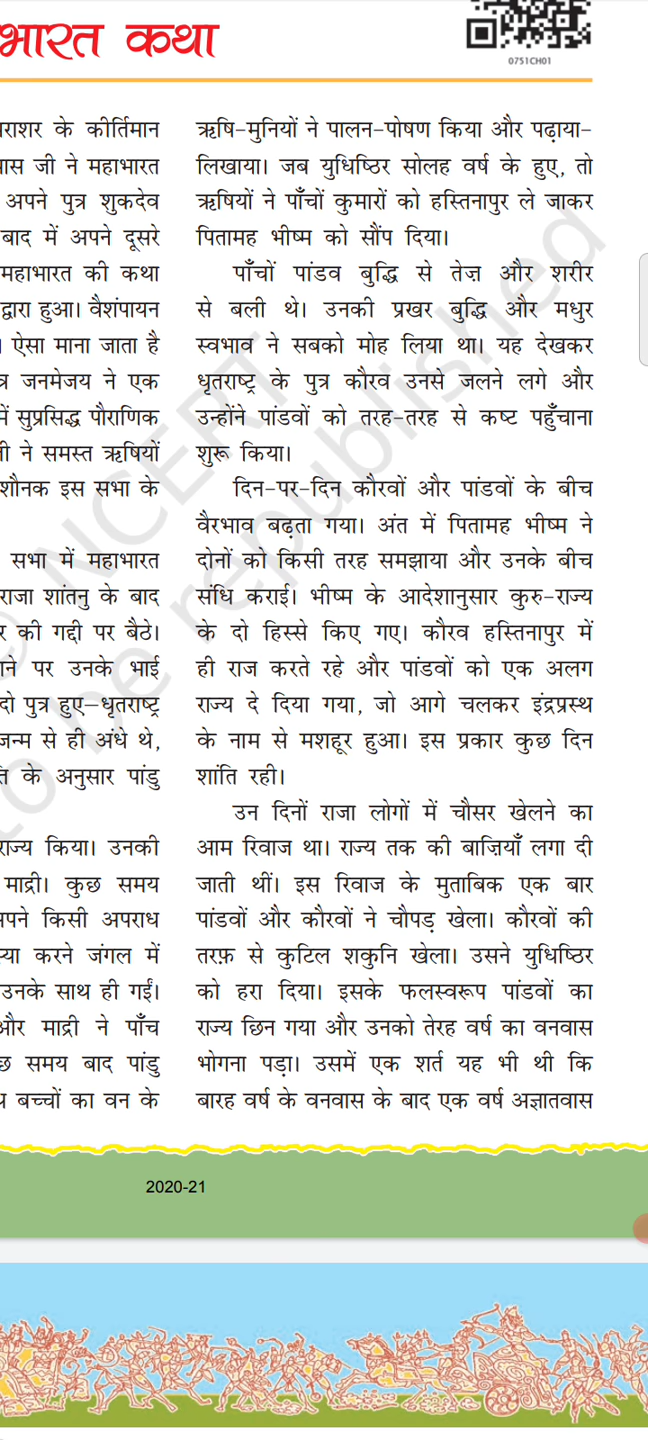 भारत कथा
0751CH01
के कीर्तिमान
जी ने महाभारत
अपने पुत्र शुकदेव
बाद में अपने दूसरे
महाभारत की कथा
द्वारा हुआ। वैशंपायन
। ऐसा माना जाता है
जनमेजय ने एक
में सुप्रसिद्ध पौराणिक
ने समस्त ऋषियों
शौनक इस सभा के
सभा में महाभारत
राजा शांतनु के बाद
की गद्दी पर बैठे।
पर उनके भाई
दो पुत्र हुए—धृतराष्ट्र
जन्म से ही अंधे थे,
के अनुसार पांडु
राज्य किया। उनकी
माद्री। कुछ समय
किसी अपराध
करने जंगल में
उनके साथ ही गईं।
और माद्री ने पाँच
समय बाद पांडु
बच्चों का वन के
ऋषि-मुनियों ने पालन-पोषण किया और पढ़ाया-
लिखाया। जब युधिष्ठिर सोलह वर्ष के हुए, तो
ऋषियों ने पाँचों कुमारों को हस्तिनापुर ले जाकर
पितामह भीष्म को सौंप दिया।
पाँचों पांडव बुद्धि से तेज़ और शरीर
से बली थे। उनकी प्रखर बुद्धि और मधुर
स्वभाव ने सबको मोह लिया था। यह देखकर
धृतराष्ट्र के पुत्र कौरव उनसे जलने लगे और
उन्होंने पांडवों को तरह-तरह से कष्ट पहुँचाना
शुरू किया।
दिन-पर-दिन कौरवों और पांडवों के बीच
वैरभाव बढ़ता गया। अंत में पितामह भीष्म ने
दोनों को किसी तरह समझाया और उनके बीच
संधि कराई। भीष्म के आदेशानुसार कुरु-राज्य
के दो हिस्से किए गए। कौरव हस्तिनापुर में
ही राज करते रहे और पांडवों को एक अलग
राज्य दे दिया गया, जो आगे चलकर इंद्रप्रस्थ
के नाम से मशहूर हुआ। इस प्रकार कुछ दिन
शांति रही।
उन दिनों राजा लोगों में चौसर खेलने का
आम रिवाज था। राज्य तक की बाज़ियाँ लगा दी
जाती थीं। इस रिवाज के मुताबिक एक बार
पांडवों और कौरवों ने चौपड़ खेला। कौरवों की
तरफ़ से कुटिल शकुनि खेला। उसने युधिष्ठिर
को हरा दिया। इसके फलस्वरूप पांडवों का
राज्य छिन गया और उनको तेरह वर्ष का वनवास
भोगना पड़ा। उसमें एक शर्त यह भी थी कि
बारह वर्ष के वनवास के बाद एक वर्ष अज्ञातवास
© NCERT
to be republished
2020-21